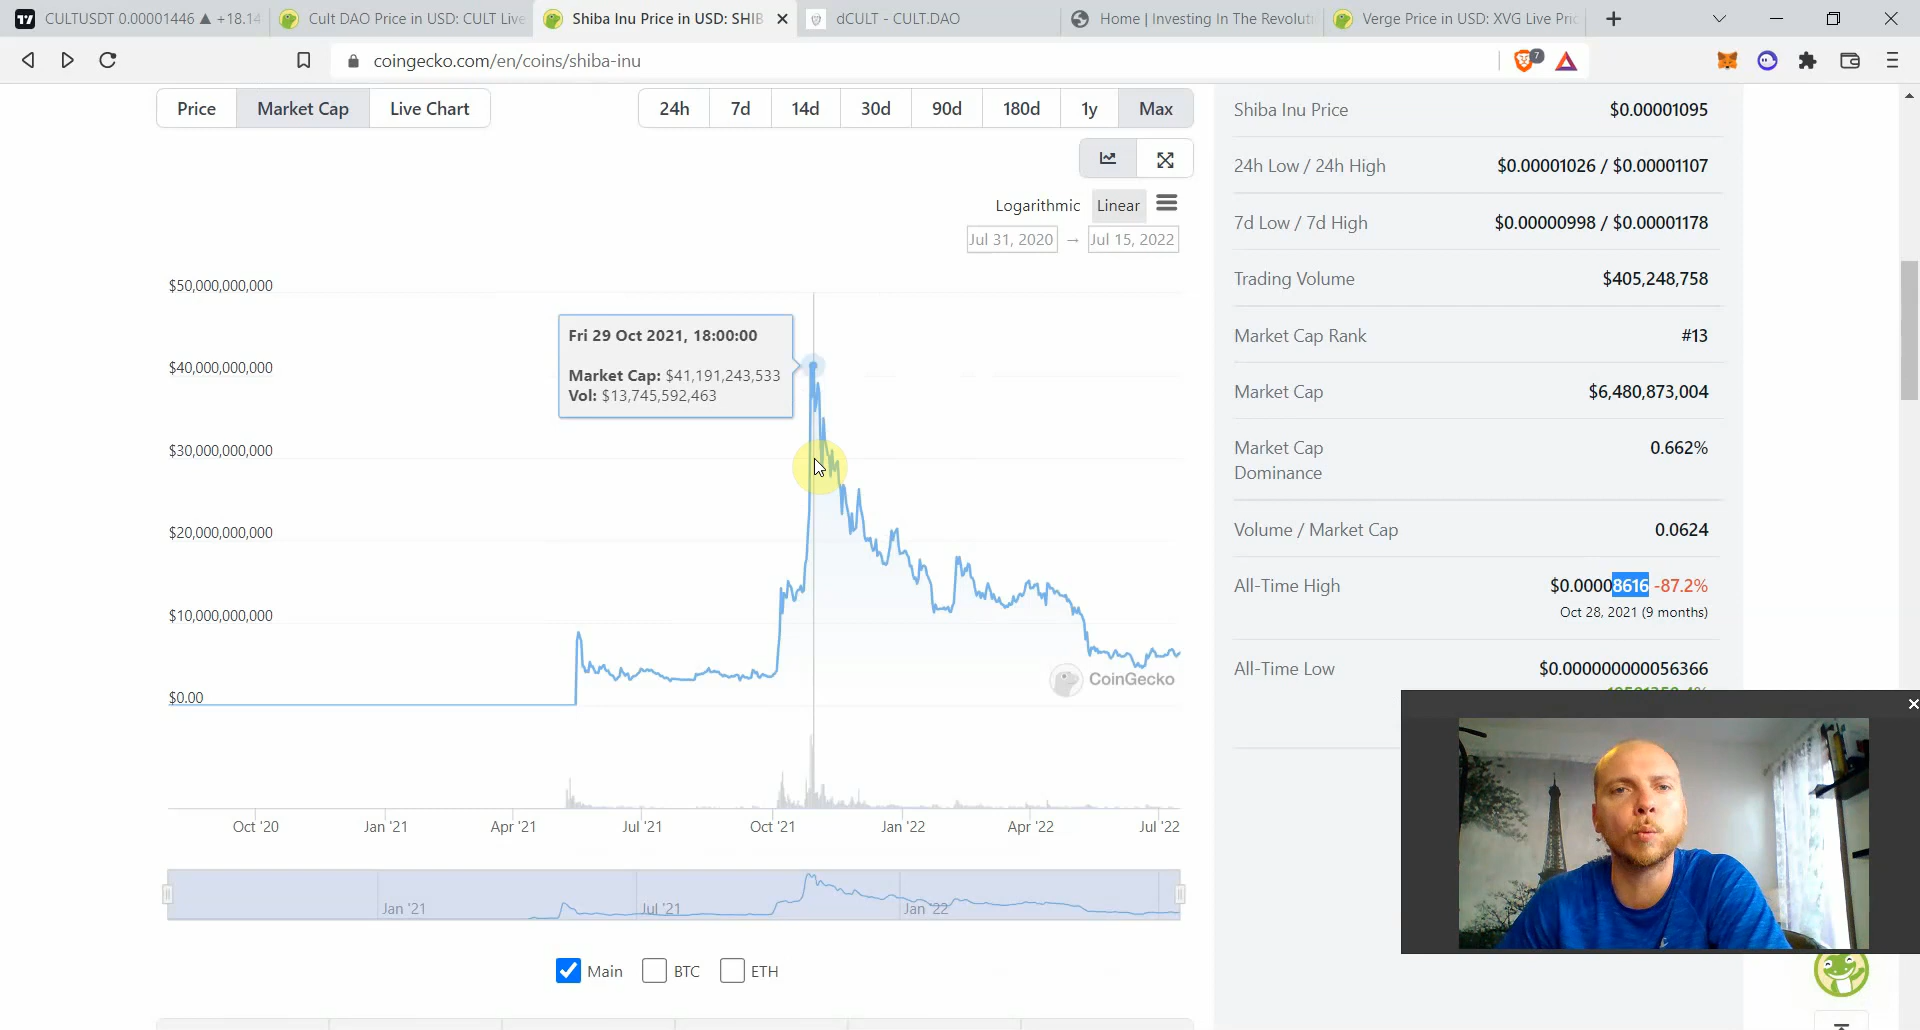 CULTUSDT 0.00001446 ▲ +18.14
Cult DAO Price in USD: CULT Live
Shiba Inu Price in USD: SHIB
dCULT - CULT.DAO
Home | Investing In The Revoluti
Verge Price in USD: XVG Live Pric
coingecko.com/en/coins/shiba-inu
7
Price
Market Cap
Live Chart
24h
7d
14d
30d
90d
180d
1y
Max
Logarithmic
Linear
Jul 31, 2020 → Jul 15, 2022
$50,000,000,000
$40,000,000,000
$30,000,000,000
$20,000,000,000
$10,000,000,000
$0.00
Fri 29 Oct 2021, 18:00:00
Market Cap: $41,191,243,533
Vol: $13,745,592,463
CoinGecko
Oct '20
Jan '21
Apr '21
Jul '21
Oct '21
Jan '22
Apr '22
Jul '22
Jan '21
Jul '21
Jan '22
Main
BTC
ETH
Shiba Inu Price $0.00001095
24h Low / 24h High $0.00001026 / $0.00001107
7d Low / 7d High $0.00000998 / $0.00001178
Trading Volume $405,248,758
Market Cap Rank #13
Market Cap $6,480,873,004
Market Cap Dominance 0.662%
Volume / Market Cap 0.0624
All-Time High $0.00008616 -87.2%
Oct 28, 2021 (9 months)
All-Time Low $0.000000000056366